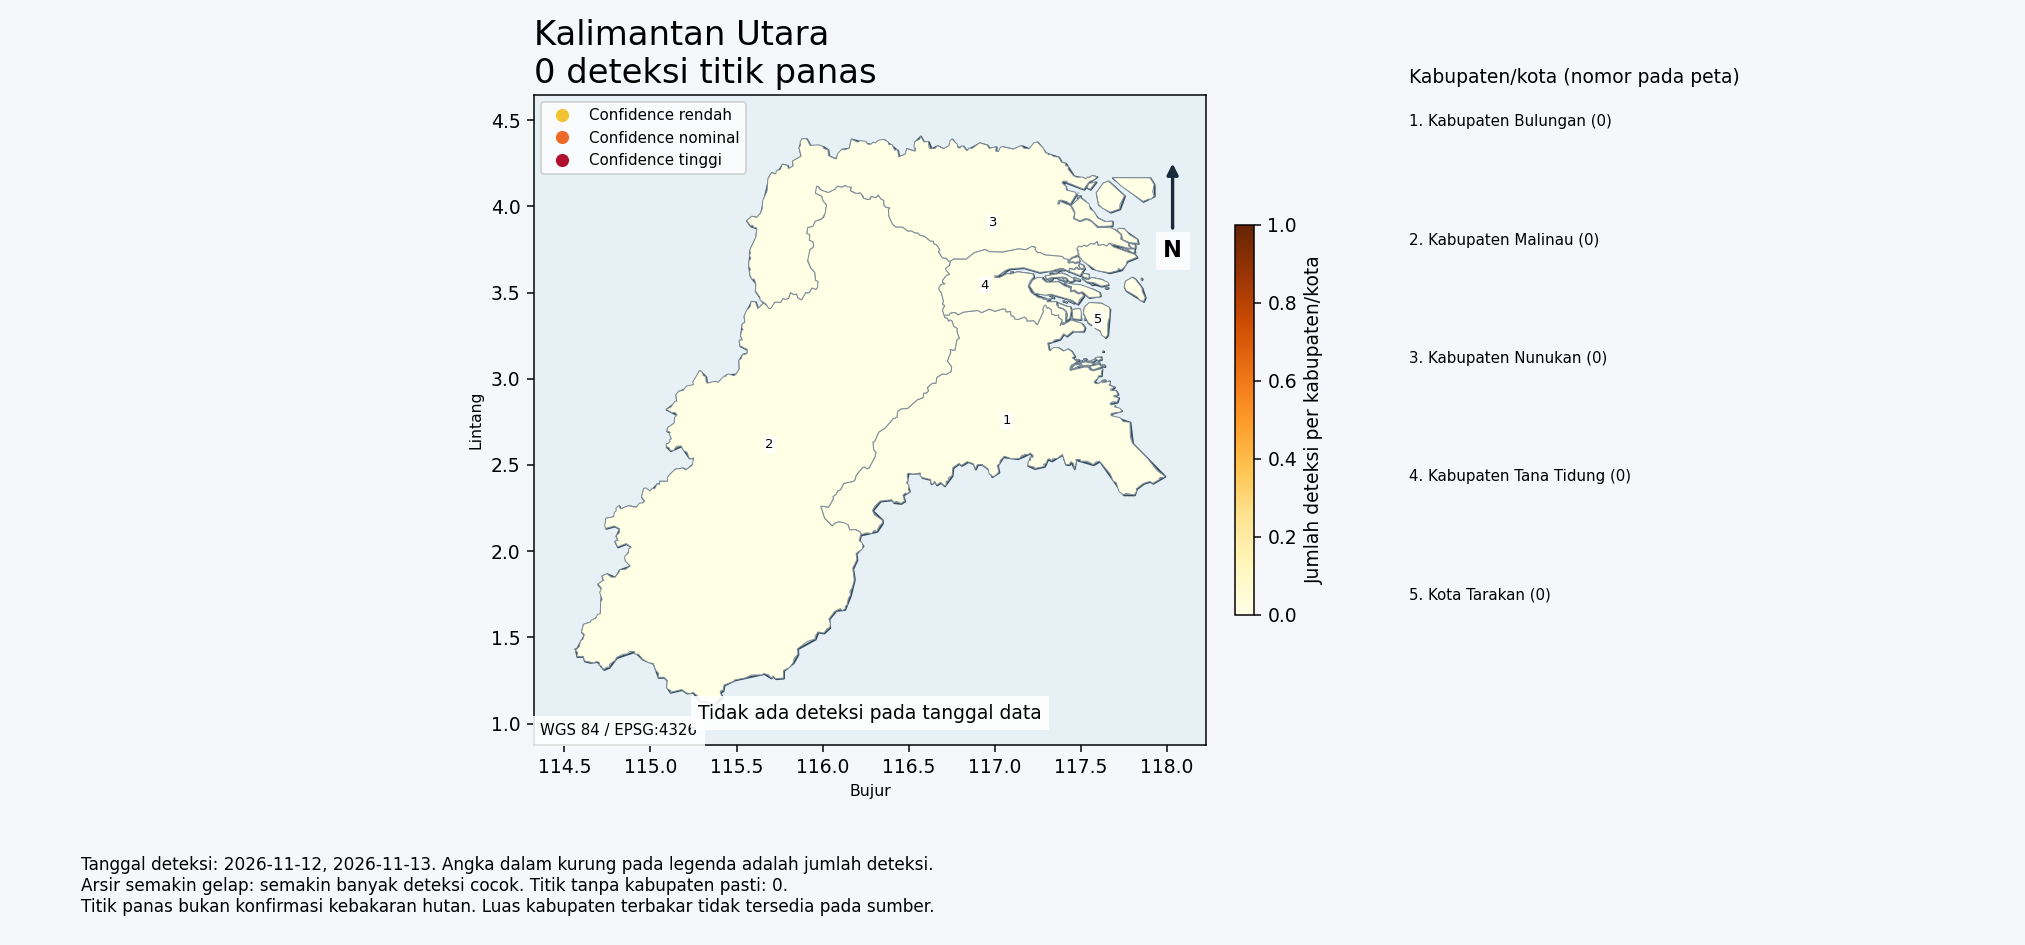 Kalimantan Utara
0 deteksi titik panas
Confidence rendah
Confidence nominal
Confidence tinggi
4.5
4.0
3.5
3.0
2.5
2.0
1.5
1.0
Lintang
3
4
5
1
2
N
Tidak ada deteksi pada tanggal data
WGS 84 / EPSG:4326
114.5 115.0 115.5 116.0 116.5 117.0 117.5 118.0
Bujur
1.0
0.8
0.6
0.4
0.2
0.0
Jumlah deteksi per kabupaten/kota
Kabupaten/kota (nomor pada peta)
1. Kabupaten Bulungan (0)
2. Kabupaten Malinau (0)
3. Kabupaten Nunukan (0)
4. Kabupaten Tana Tidung (0)
5. Kota Tarakan (0)
Tanggal deteksi: 2026-11-12, 2026-11-13. Angka dalam kurung pada legenda adalah jumlah deteksi.
Arsir semakin gelap: semakin banyak deteksi cocok. Titik tanpa kabupaten pasti: 0.
Titik panas bukan konfirmasi kebakaran hutan. Luas kabupaten terbakar tidak tersedia pada sumber.